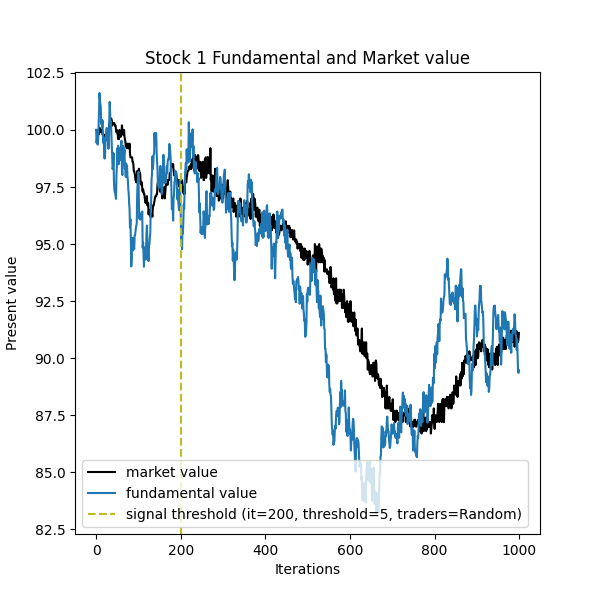 Stock 1 Fundamental and Market value
102.5
100.0
97.5
95.0
92.5
90.0
87.5
85.0
82.5
Present value
market value
fundamental value
signal threshold (it=200, threshold=5, traders=Random)
0
200
400
600
800
1000
Iterations